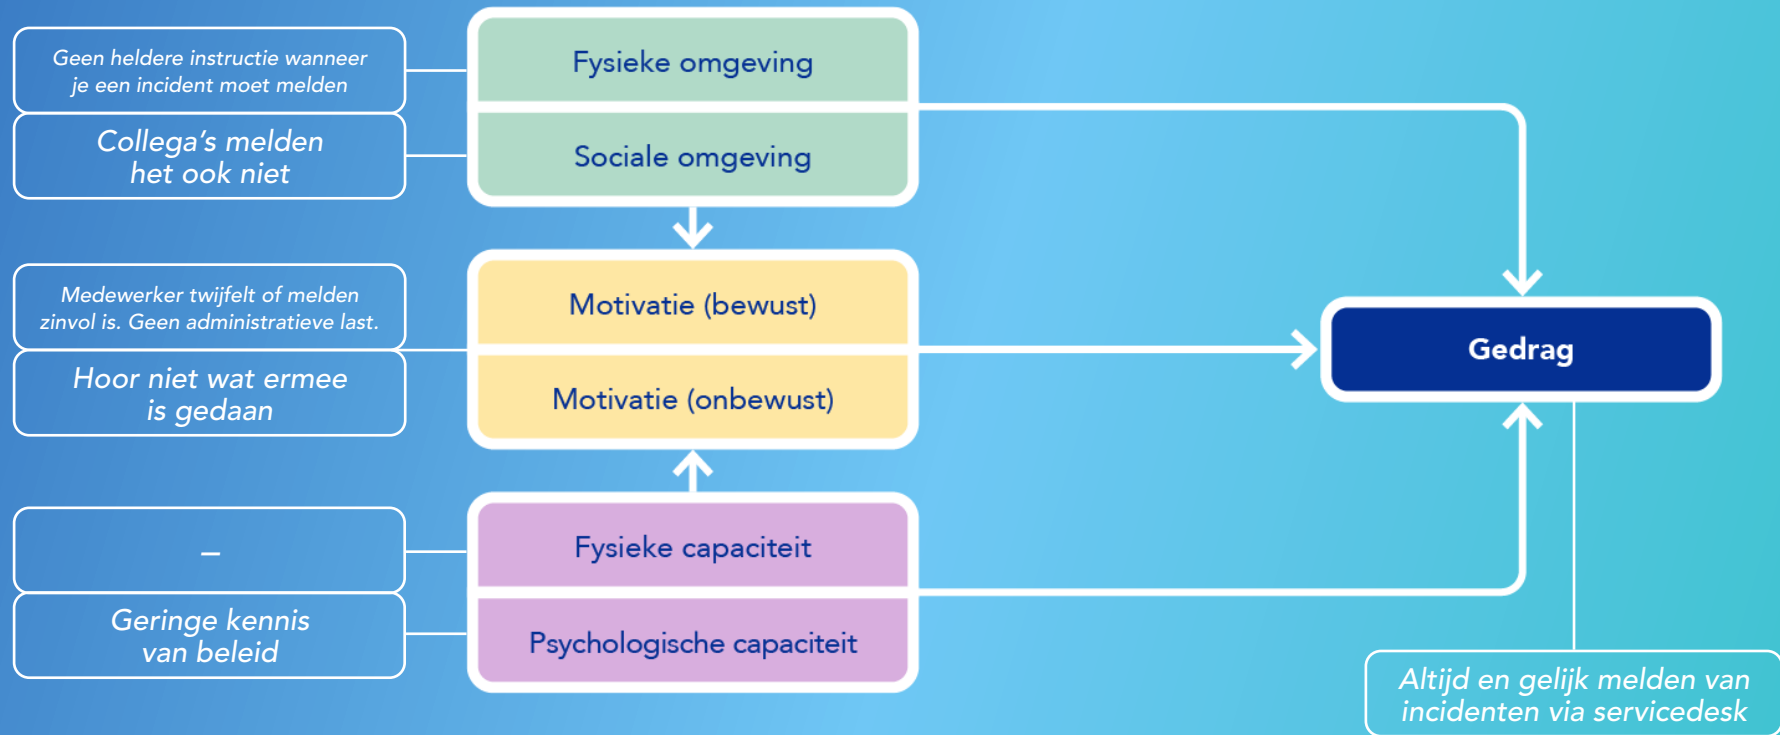 Geen heldere instructie wanneer
je een incident moet melden
Fysieke omgeving
Collega's melden
het ook niet
Sociale omgeving
Medewerker twijfelt of melden
zinvol is. Geen administratieve last.
Motivatie (bewust)
Hoor niet wat ermee
is gedaan
Motivatie (onbewust)
Gedrag
–
Fysieke capaciteit
Geringe kennis
van beleid
Psychologische capaciteit
Altijd en gelijk melden van
incidenten via servicedesk